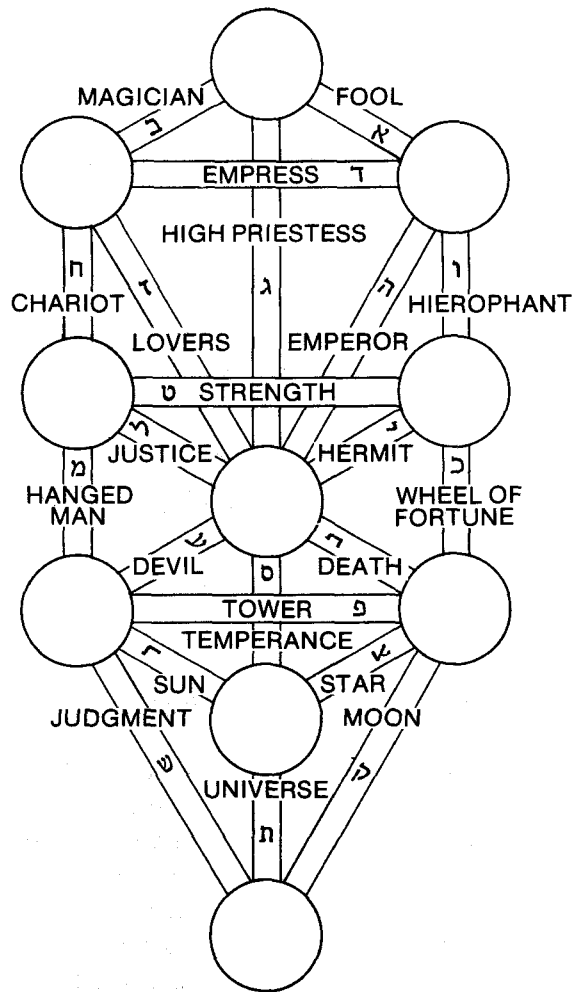 MAGICIAN
FOOL
ב
א
EMPRESS ד
HIGH PRIESTESS
ח
ז
ג
ה
ו
CHARIOT
HIEROPHANT
LOVERS
EMPEROR
ט STRENGTH
ל
י
JUSTICE
HERMIT
מ
כ
HANGED
MAN
WHEEL OF
FORTUNE
ע
DEVIL
ס
DEATH
TOWER פ
TEMPERANCE
SUN
STAR
JUDGMENT
MOON
ש
ק
UNIVERSE
ת